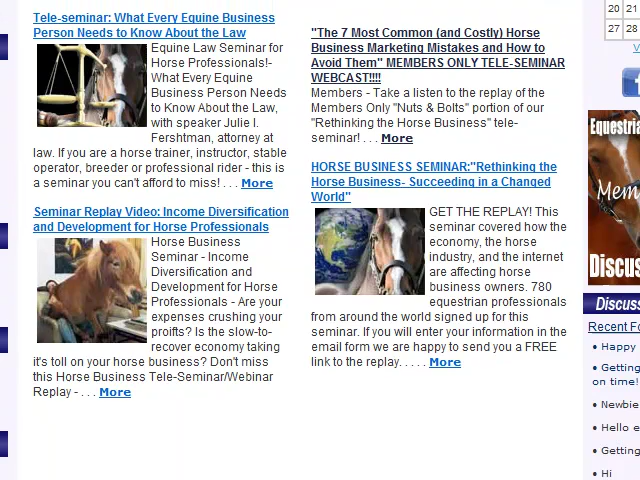 Tele-seminar: What Every Equine Business
Person Needs to Know About the Law
Equine Law Seminar for
Horse Professionals!-
What Every Equine
Business Person Needs
to Know About the Law,
with speaker Julie I.
Fershtman, attorney at
law. If you are a horse trainer, instructor, stable
operator, breeder or professional rider - this is
a seminar you can't afford to miss! . . . More
Seminar Replay Video: Income Diversification
and Development for Horse Professionals
Horse Business
Seminar - Income
Diversification and
Development for Horse
Professionals - Are your
expenses crushing your
proifts? Is the slow-to-
recover economy taking
it's toll on your horse business? Don't miss
this Horse Business Tele-Seminar/Webinar
Replay - . . . More
"The 7 Most Common (and Costly) Horse
Business Marketing Mistakes and How to
Avoid Them" MEMBERS ONLY TELE-SEMINAR
WEBCAST!!!!
Members - Take a listen to the replay of the
Members Only "Nuts & Bolts" portion of our
"Rethinking the Horse Business" tele-
seminar! . . . More
HORSE BUSINESS SEMINAR:"Rethinking the
Horse Business- Succeeding in a Changed
World"
GET THE REPLAY! This
seminar covered how the
economy, the horse
industry, and the internet
are affecting horse
business owners. 780
equestrian professionals
from around the world signed up for this
seminar. If you will enter your information in the
email form we are happy to send you a FREE
link to the replay. . . . . More
20 21
27 28
Equestria
Mem
Discus
Discuss
Recent Fo
• Happy
• Getting
on time!
• Newbie
• Hello e
• Getting
• Hi